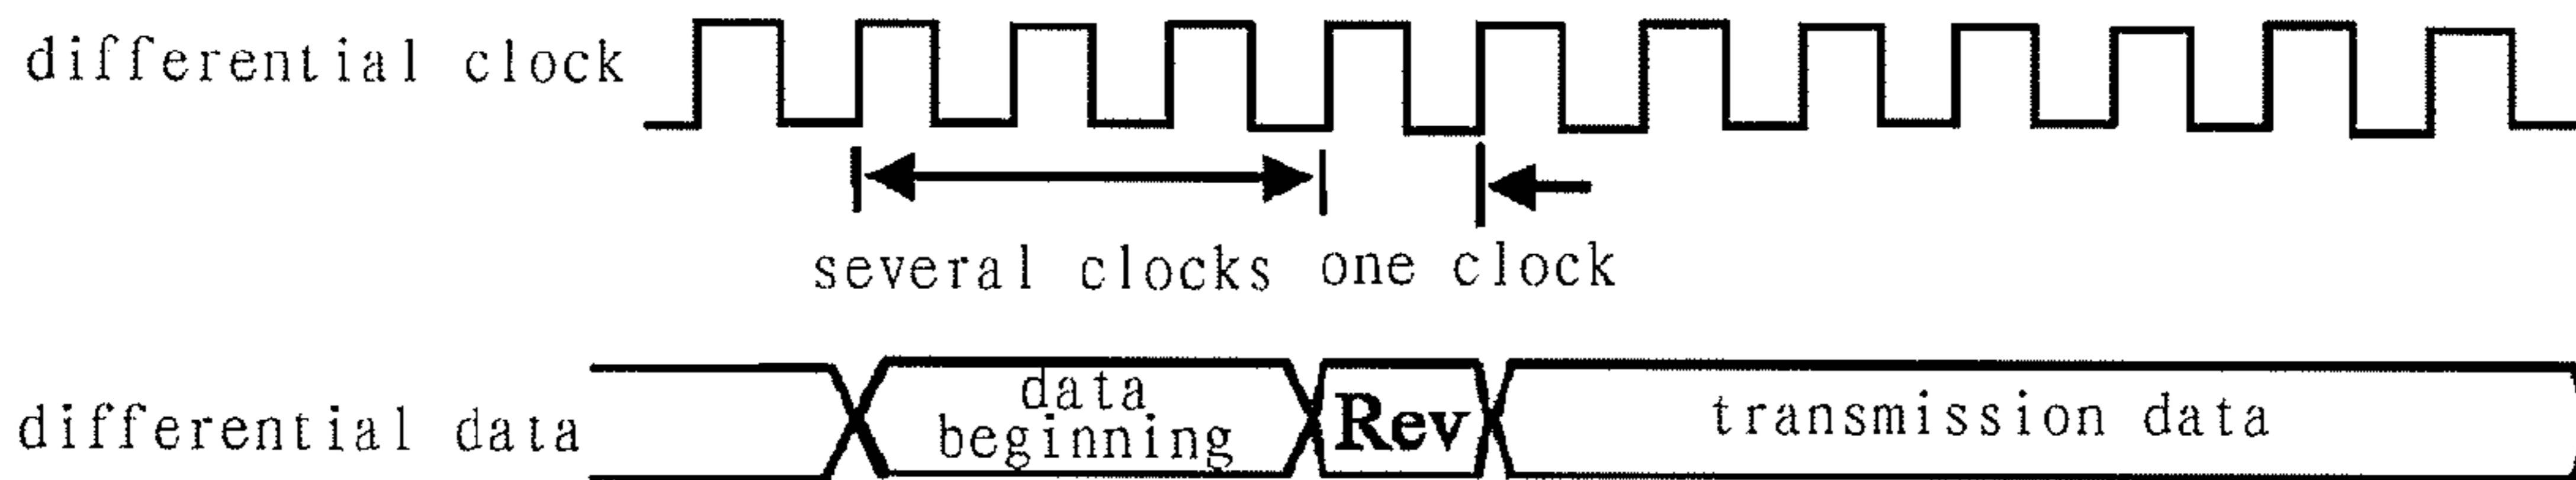 differential clock
several clocks one clock
differential data
data
beginning
Rev
transmission data